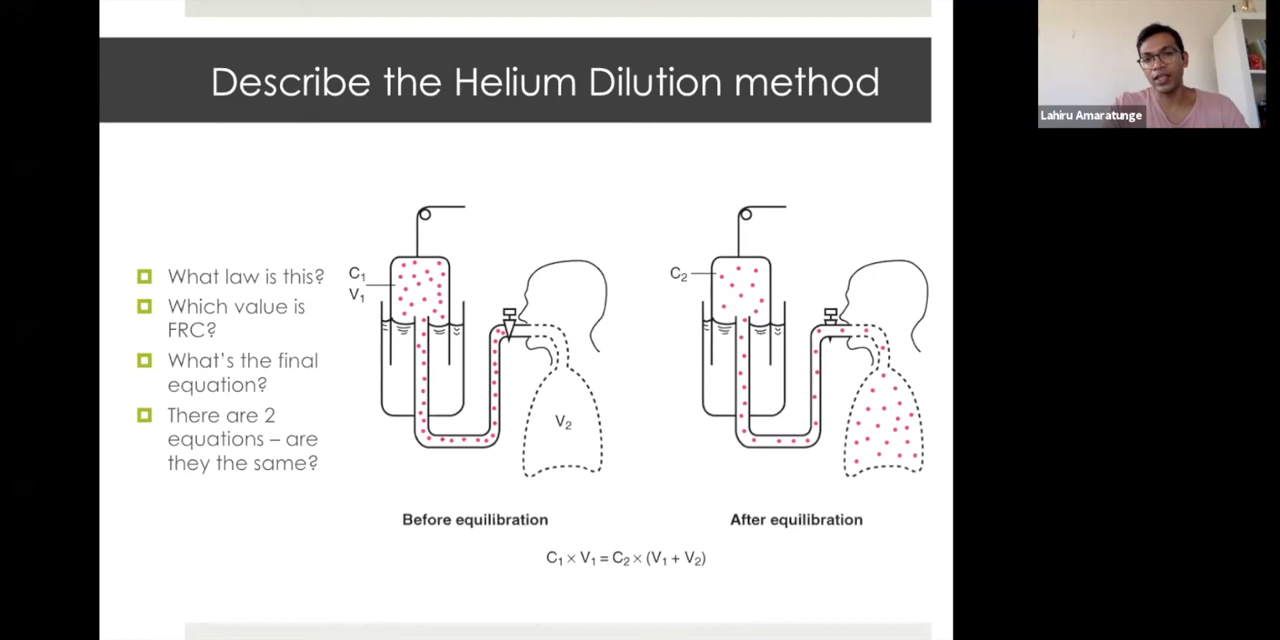 Describe the Helium Dilution method
Lahiru Amaratunge
What law is this?
Which value is
FRC?
What's the final
equation?
There are 2
equations – are
they the same?
C₁
V₁
V₂
Before equilibration
C₂
After equilibration
C₁ × V₁ = C₂ × (V₁ + V₂)